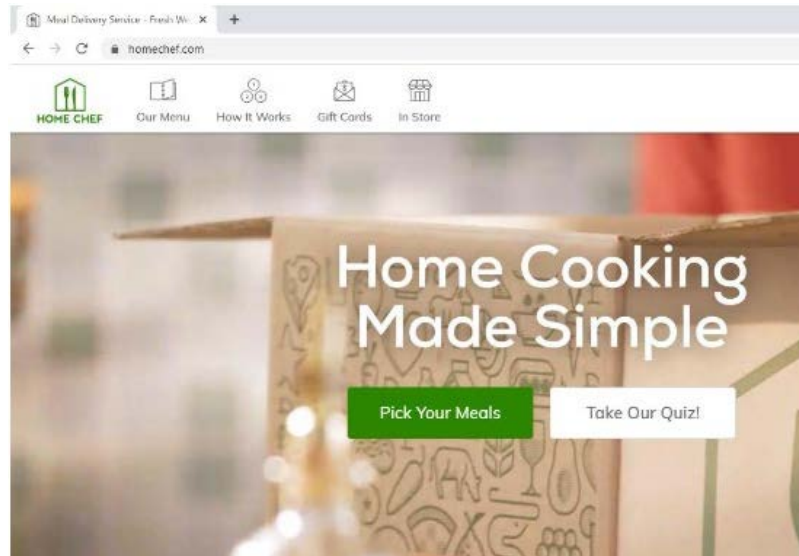 Meal Delivery Service - Fresh We
homechef.com
HOME CHEF
Our Menu
How It Works
Gift Cards
In Store
Home Cooking
Made Simple
Pick Your Meals
Take Our Quiz!